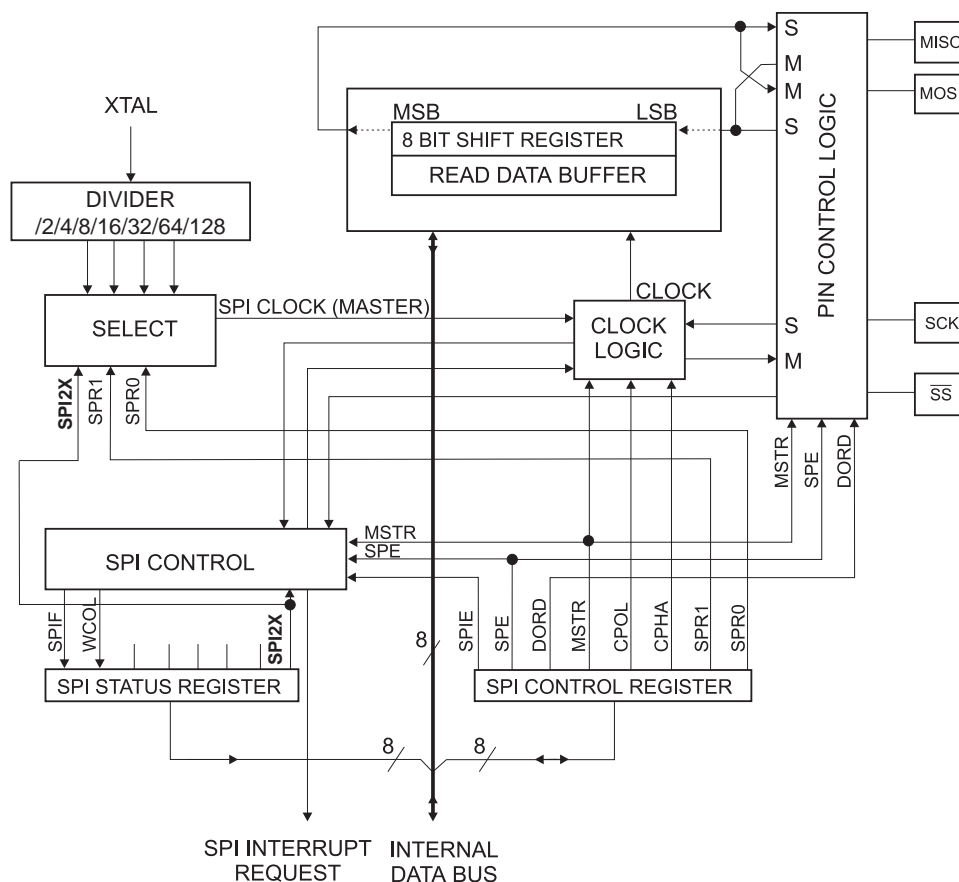 S
MISO
M
MSB
LSB
M
MOS
XTAL
8 BIT SHIFT REGISTER
S
READ DATA BUFFER
DIVIDER
/2/4/8/16/32/64/128
PIN CONTROL LOGIC
SPI CLOCK (MASTER)
CLOCK
SELECT
CLOCK
LOGIC
S
SCK
M
SPI2X
SPR1
SPR0
SS
MSTR
SPE
DORD
MSTR
SPE
SPI CONTROL
SPIF
WCOL
SPI2X
8
SPIE
SPE
DORD
MSTR
CPOL
CPHA
SPR1
SPR0
SPI STATUS REGISTER
SPI CONTROL REGISTER
8
8
SPI INTERRUPT
REQUEST
INTERNAL
DATA BUS